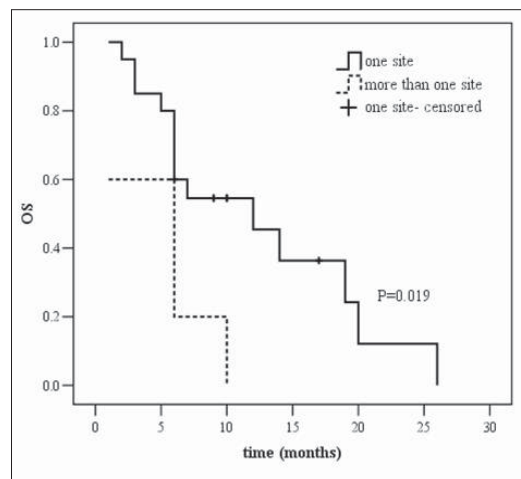 1.0
0.8
0.6
0.4
0.2
0.0
OS
one site
more than one site
one site- censored
P=0.019
0 5 10 15 20 25 30
time (months)